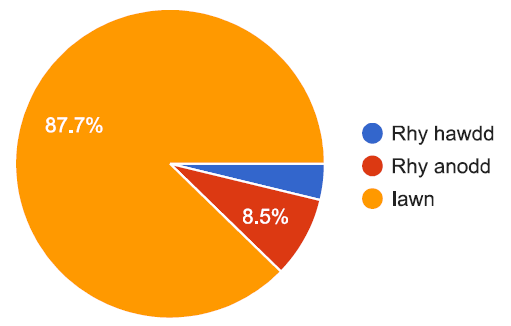 87.7%
8.5%
Rhy hawdd
Rhy anodd
Iawn